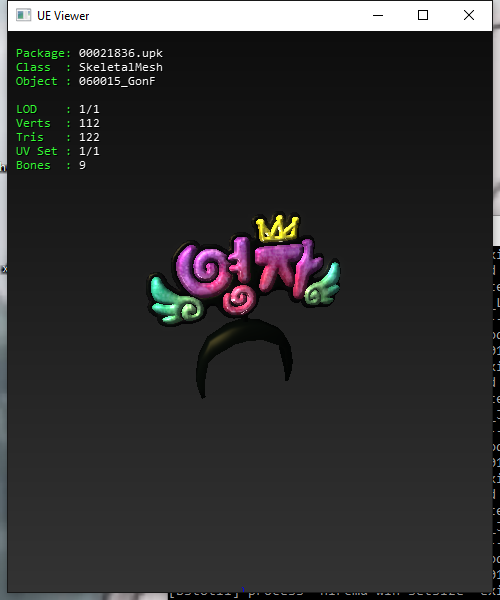 UE Viewer
Package: 00021836.upk
Class : SkeletalMesh
Object : 060015_GonF
LOD : 1/1
Verts : 112
Tris : 122
UV Set : 1/1
Bones : 9
영자